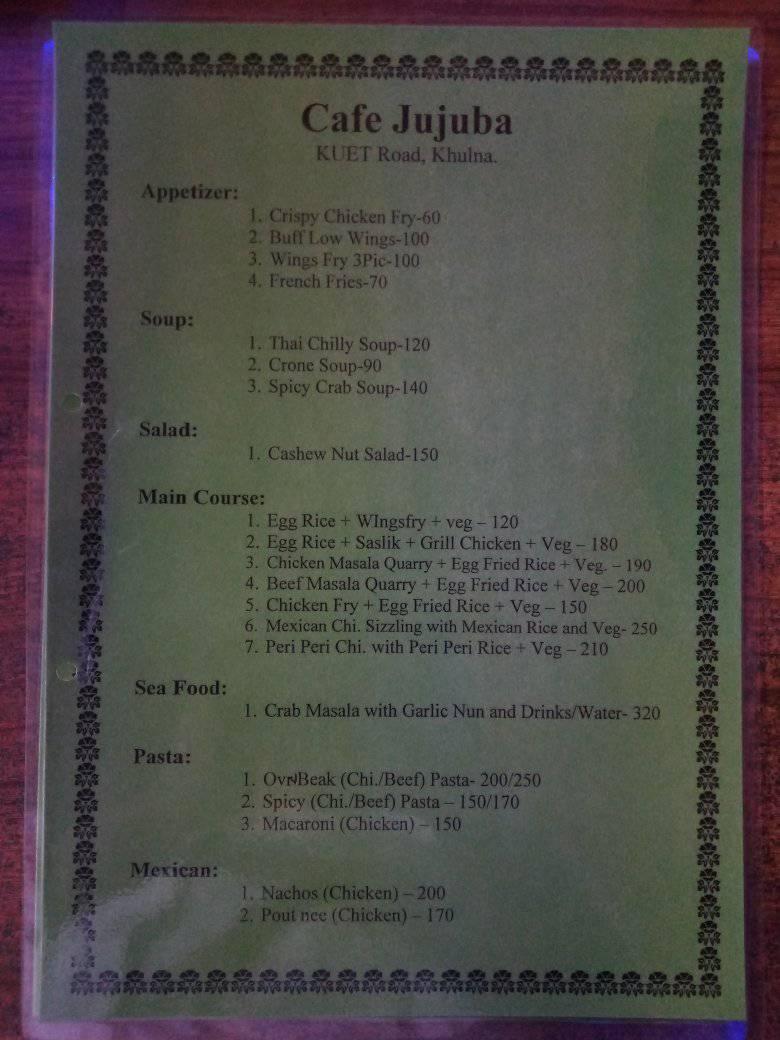 Cafe Jujuba
KUET Road, Khulna.
Appetizer:
1. Crispy Chicken Fry-60
2. Buff Low Wings-100
3. Wings Fry 3Pic-100
4. French Fries-70
Soup:
1. Thai Chilly Soup-120
2. Crone Soup-90
3. Spicy Crab Soup-140
Salad:
1. Cashew Nut Salad-150
Main Course:
1. Egg Rice + WIngsfry + veg – 120
2. Egg Rice + Saslik + Grill Chicken + Veg – 180
3. Chicken Masala Quarry + Egg Fried Rice + Veg. – 190
4. Beef Masala Quarry + Egg Fried Rice + Veg – 200
5. Chicken Fry + Egg Fried Rice + Veg – 150
6. Mexican Chi. Sizzling with Mexican Rice and Veg- 250
7. Peri Peri Chi. with Peri Peri Rice + Veg – 210
Sea Food:
1. Crab Masala with Garlic Nun and Drinks/Water- 320
Pasta:
1. Beak (Chi./Beef) Pasta- 200/250
2. Spicy (Chi./Beef) Pasta – 150/170
3. Macaroni (Chicken) – 150
Mexican:
1. Nachos (Chicken) – 200
2. Pout nee (Chicken) – 170